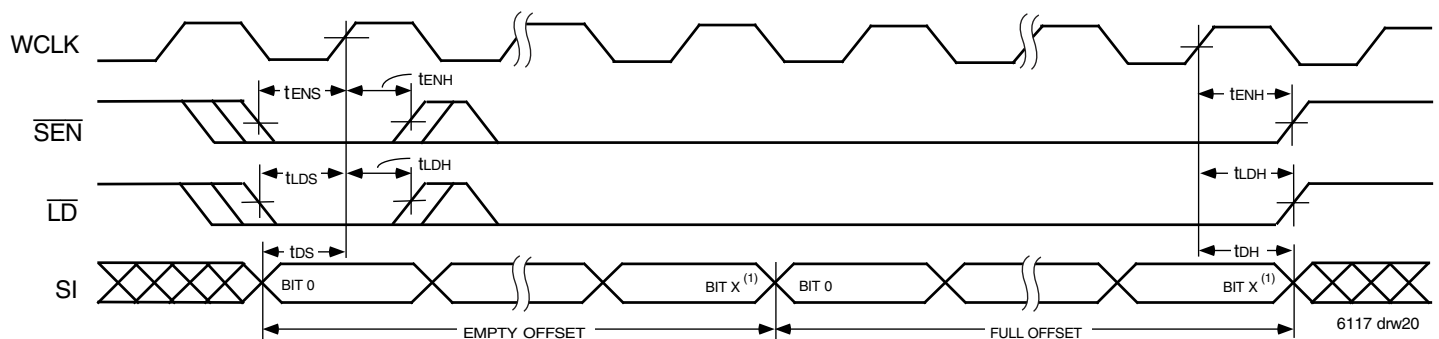 WCLK
tENS
tENH
SEN
tENH
tLDS
tLDH
LD
tLDH
tDS
tDH
SI
BIT 0
BIT X (1)
BIT 0
BIT X (1)
EMPTY OFFSET
FULL OFFSET
6117 drw20